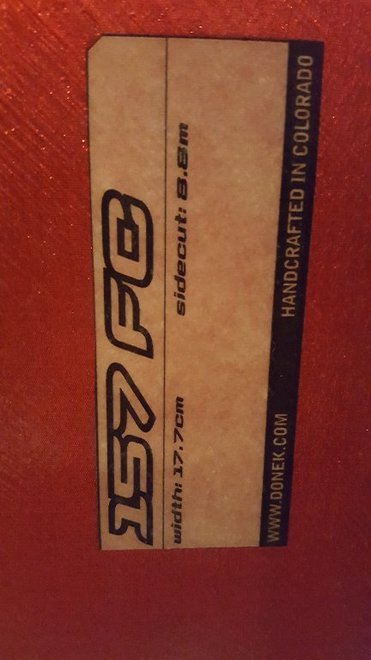 157 FC
width: 17.7cm sidecut: 8.8m
WWW.DONEK.COM HANDCRAFTED IN COLORADO